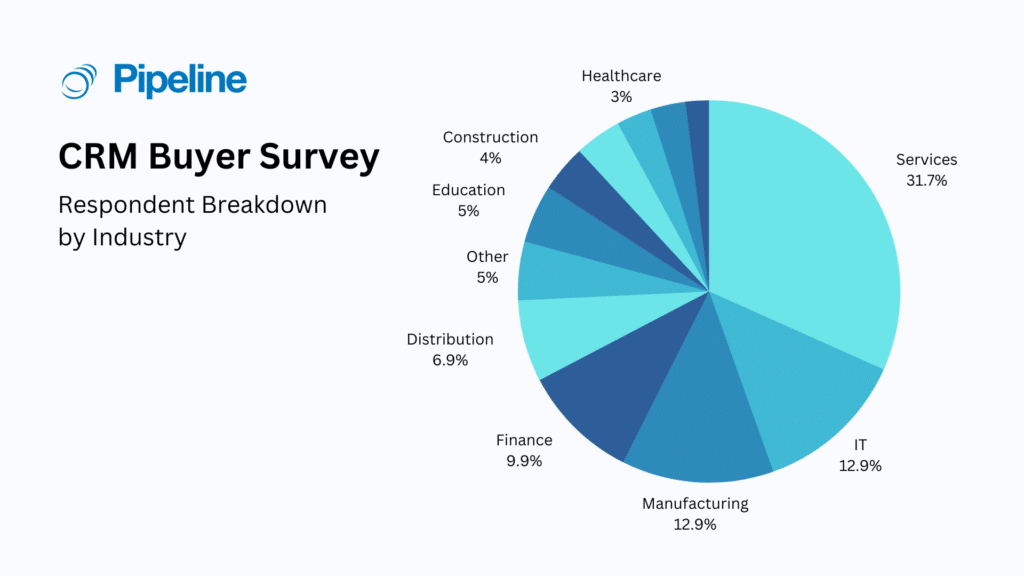 Pipeline
CRM Buyer Survey
Respondent Breakdown
by Industry
Healthcare
3%
Construction
4%
Education
5%
Other
5%
Distribution
6.9%
Finance
9.9%
Manufacturing
12.9%
IT
12.9%
Services
31.7%